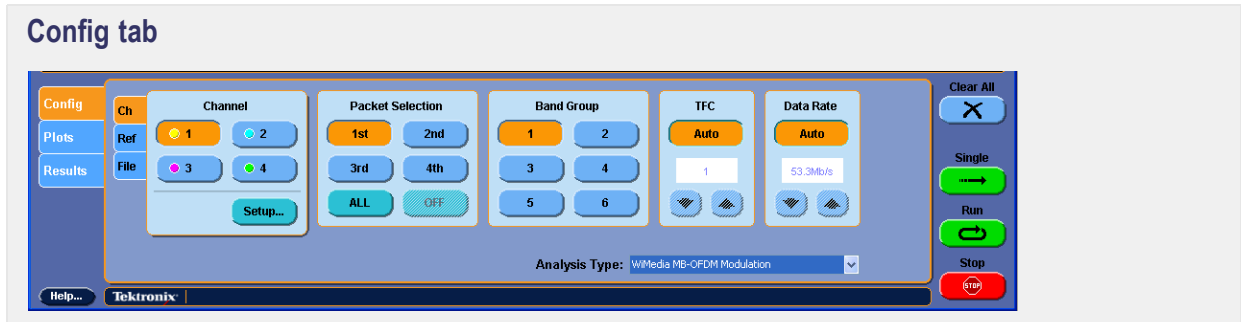 Config tab
Config
Plots
Results
Ch
Ref
File
Channel
1
2
3
4
Setup...
Packet Selection
1st
2nd
3rd
4th
ALL
OFF
Band Group
1
2
3
4
5
6
TFC
Auto
1
Data Rate
Auto
53.3Mb/s
Analysis Type: WiMedia MB-OFDM Modulation
Clear All
Single
Run
Stop
STOP
Help...
Tektronix